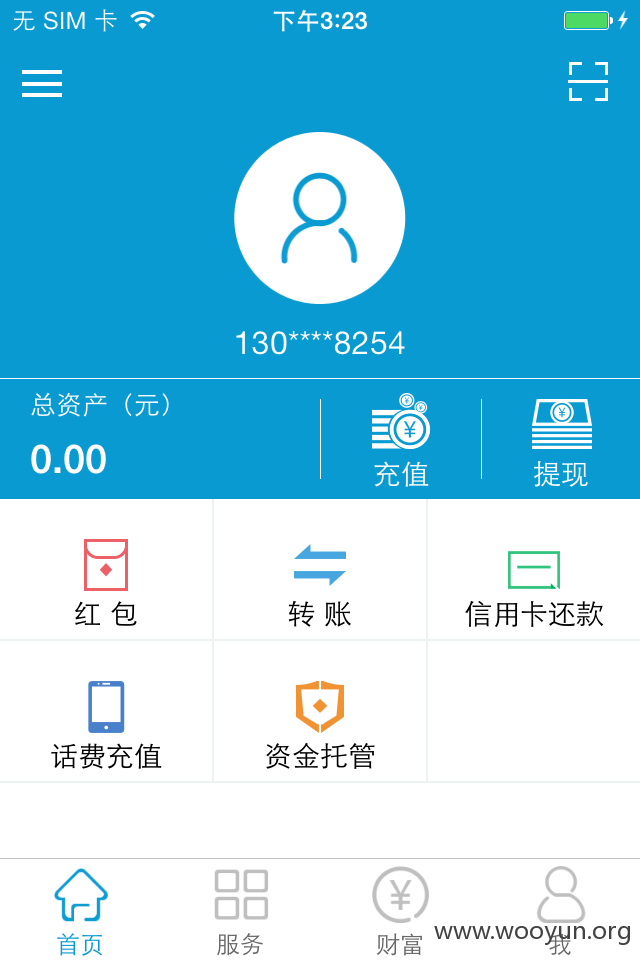 无 SIM 卡 下午3:23
130****8254
总资产（元）
0.00
充值 提现
红 包 转 账 信用卡还款
话费充值 资金托管
首页 服务 财富 我
www.wooyun.org